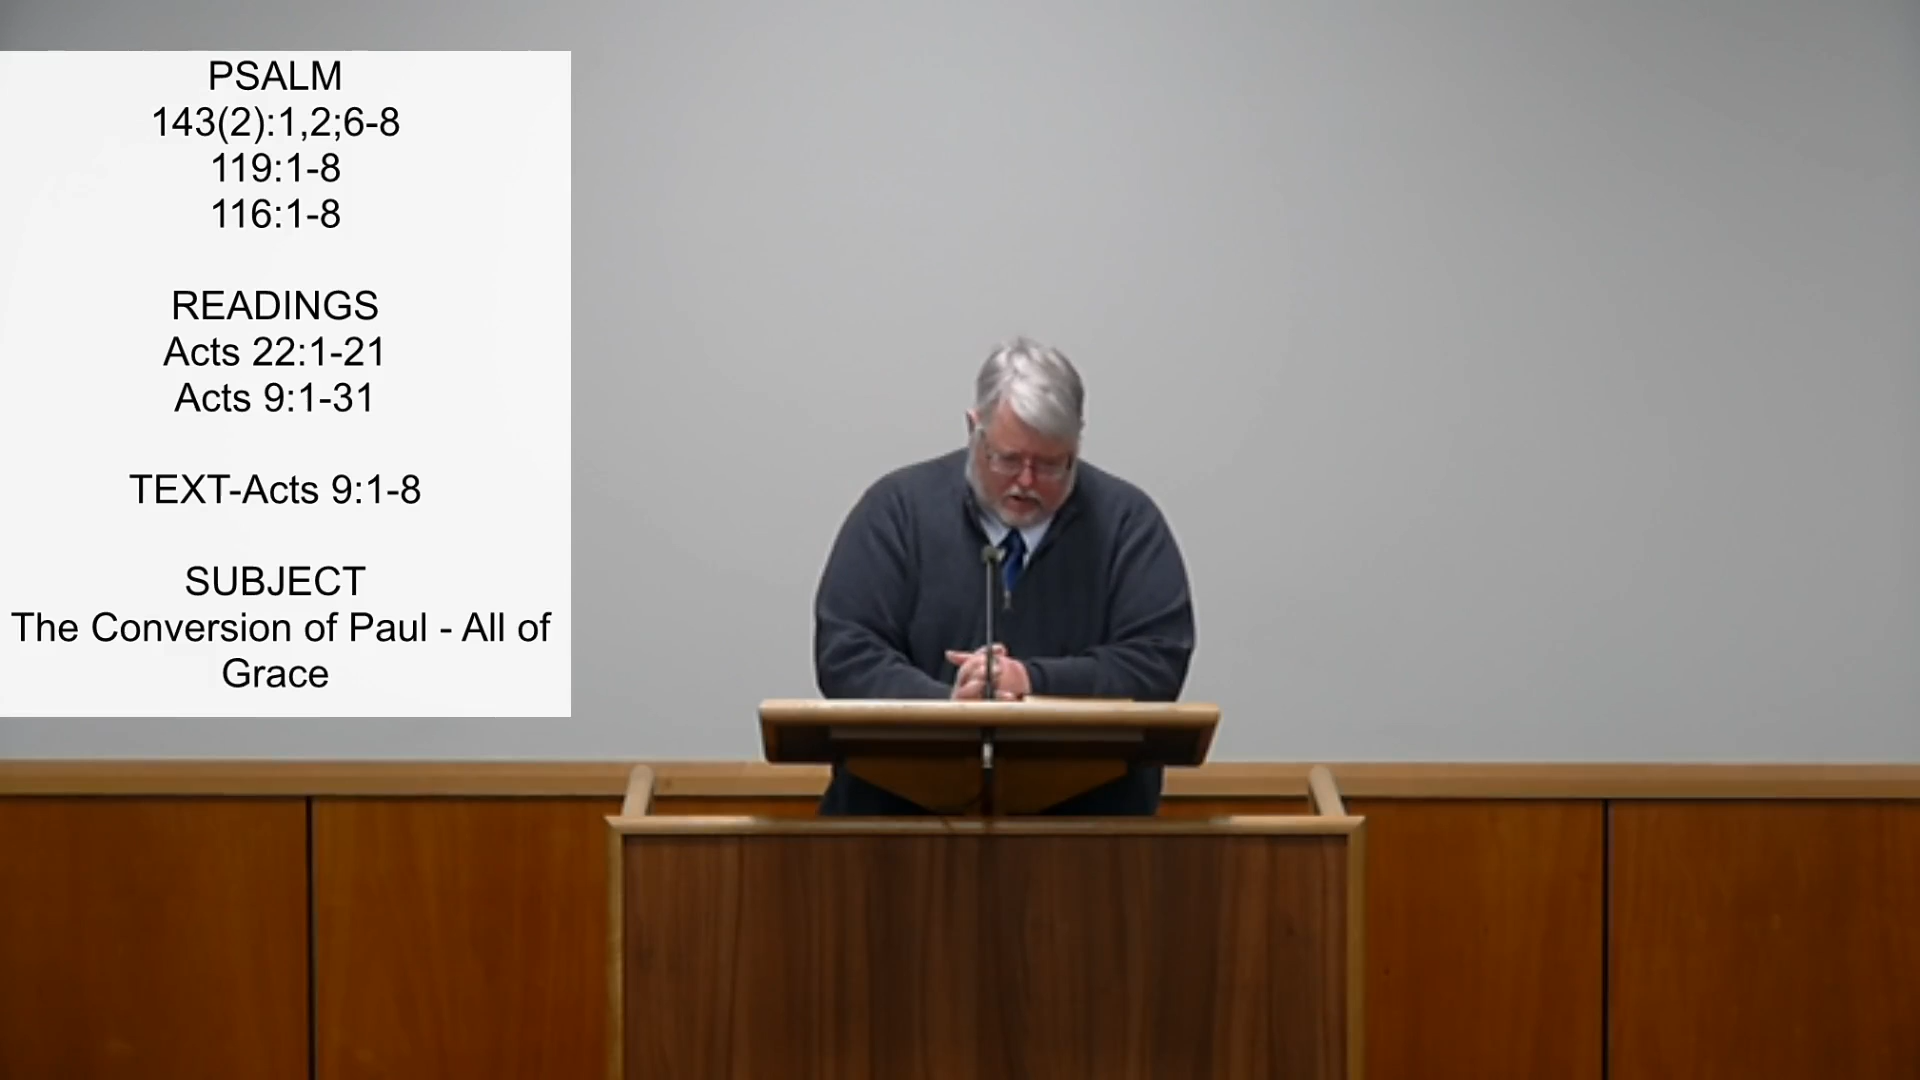 PSALM
143(2):1,2;6-8
119:1-8
116:1-8
READINGS
Acts 22:1-21
Acts 9:1-31
TEXT-Acts 9:1-8
SUBJECT
The Conversion of Paul - All of
Grace